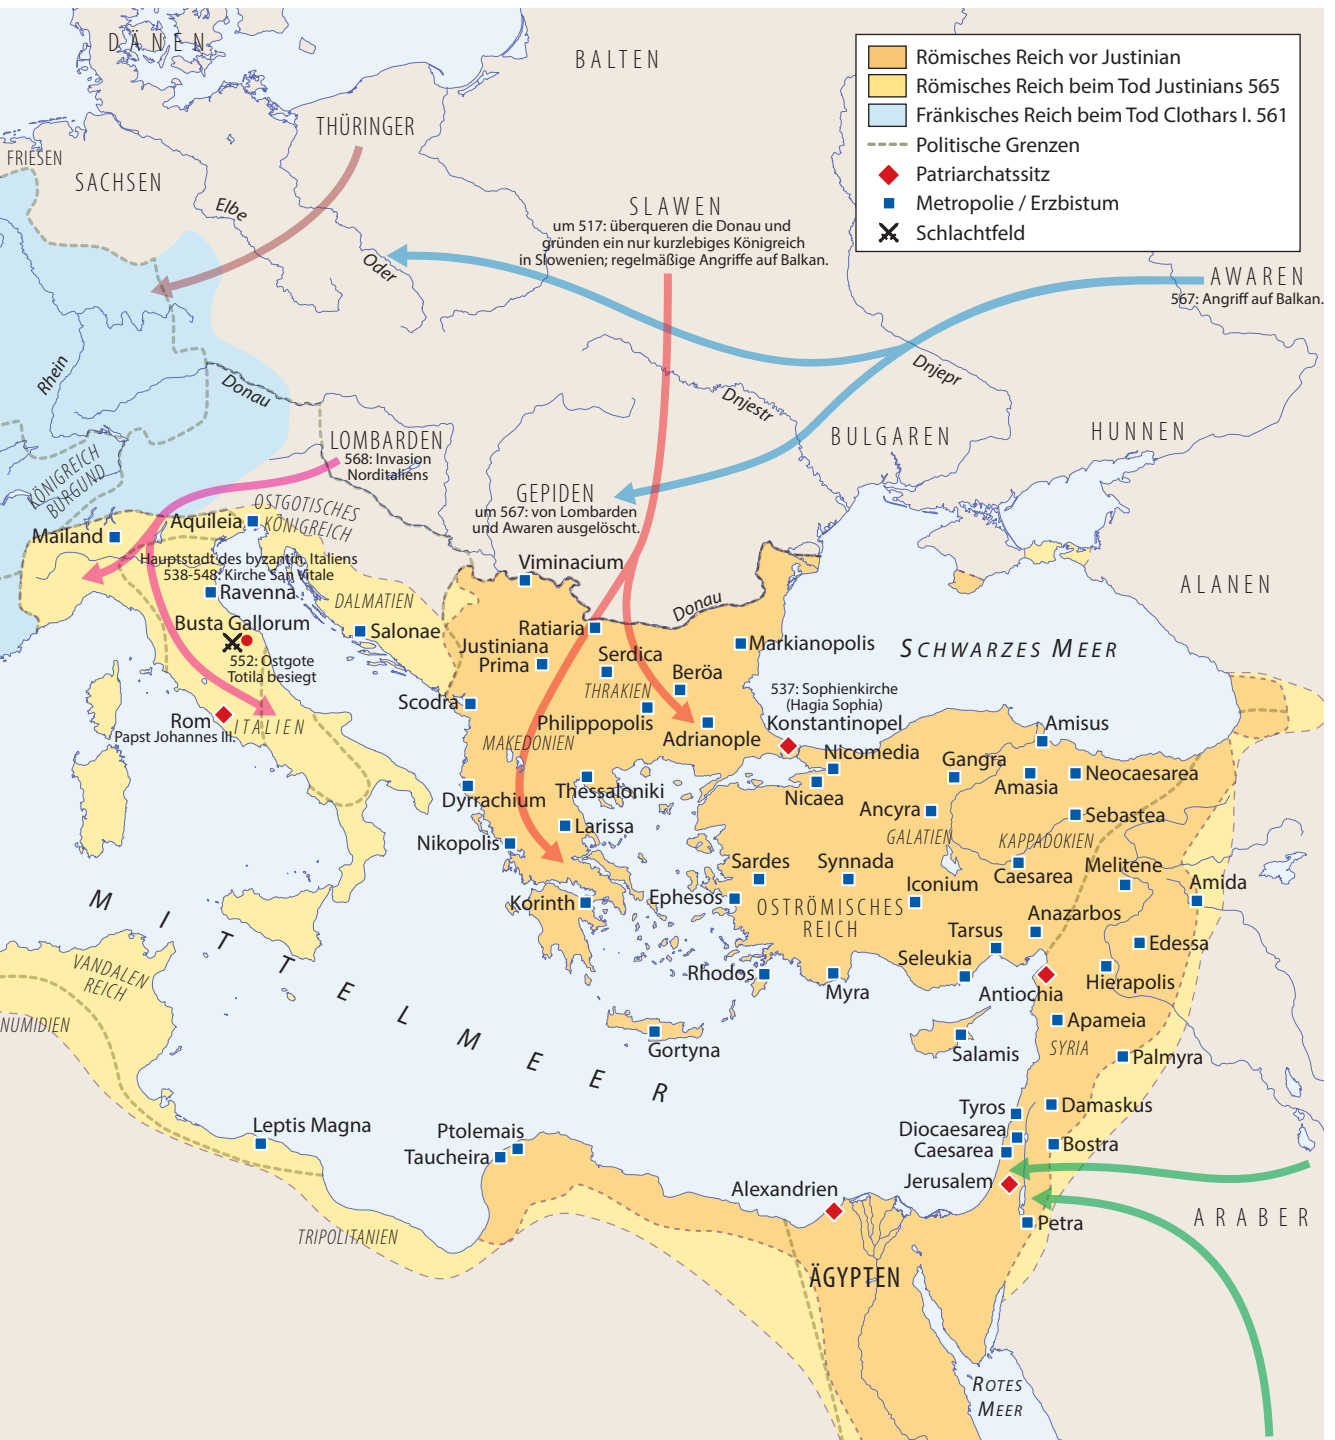 DÄNEN
BALTEN
Römisches Reich vor Justinian
Römisches Reich beim Tod Justinians 565
Fränkisches Reich beim Tod Clothars I. 561
Politische Grenzen
Patriarchatssitz
Metropolie / Erzbistum
Schlachtfeld
THÜRINGER
FRIESEN
SACHSEN
Elbe
Oder
SLAWEN
um 517: überqueren die Donau und
gründen ein nur kurzlebiges Königreich
in Slowenien; regelmäßige Angriffe auf Balkan.
AWAREN
567: Angriff auf Balkan.
Rhein
Donau
Dnjepr
Dnjestr
BULGAREN
HUNNEN
LOMBARDEN
568: Invasion
Norditaliens
KÖNIGREICH
BURGUND
GEPIDEN
um 567: von Lombarden
und Awaren ausgelöscht.
OSTGOTISCHES
KÖNIGREICH
Aquileia
Mailand
Hauptstadt des byzantin. Italiens
538-548: Kirche San Vitale
Ravenna
Viminacium
ALANEN
DALMATIEN
Donau
Busta Gallorum
552: Ostgote
Totila besiegt
Salonae
Ratiaria
Justiniana
Prima
Serdica
Markianopolis
SCHWARZES MEER
Beröa
THRAKIEN
537: Sophienkirche
(Hagia Sophia)
Konstantinopel
Scodra
Philippopolis
Adrianople
Rom
Papst Johannes III.
ITALIEN
MAKEDONIEN
Amisus
Nicomedia
Gangra
Amasia
Neocaesarea
Dyrrachium
Thessaloniki
Nicaea
Ancyra
Sebastea
GALATIEN
KAPPADOKIEN
Larissa
Nikopolis
Sardes
Synnada
Caesarea
Melitene
Amida
Iconium
Ephesos
Korinth
OSTRÖMISCHES
REICH
Anazarbos
Tarsus
Edessa
Seleukia
MITTELMEER
VANDALEN
REICH
Rhodos
Myra
Antiochia
Hierapolis
NUMIDIEN
Apameia
Gortyna
Salamis
SYRIA
Palmyra
Tyros
Damaskus
Leptis Magna
Ptolemais
Taucheira
Diocaesarea
Caesarea
Bostra
Jerusalem
Alexandrien
Petra
ARABER
TRIPOLITANIEN
ÄGYPTEN
ROTES
MEER